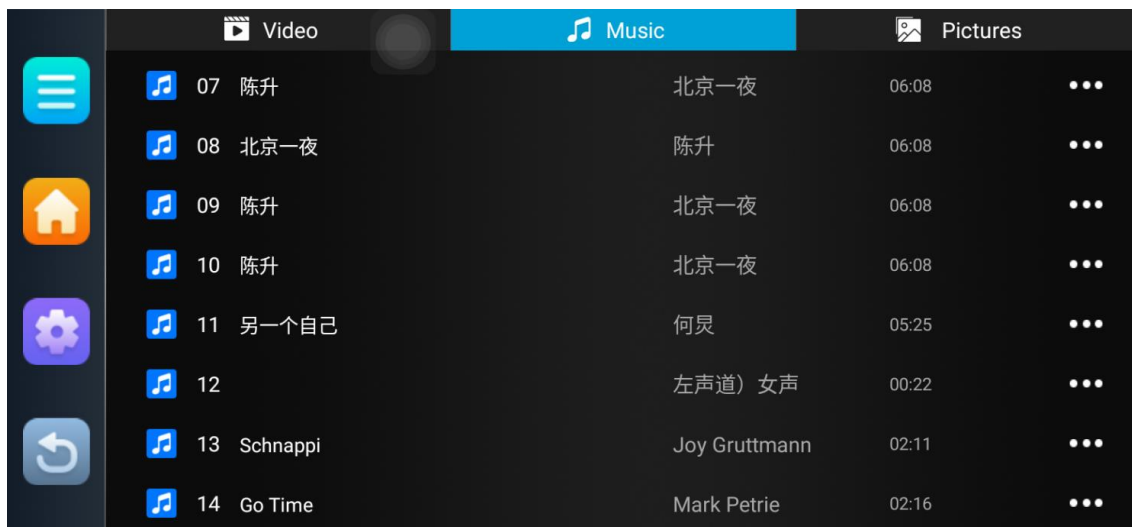 Video Music Pictures
07 陈升 北京一夜 06:08
08 北京一夜 陈升 06:08
09 陈升 北京一夜 06:08
10 陈升 北京一夜 06:08
11 另一个自己 何炅 05:25
12 左声道）女声 00:22
13 Schnappi Joy Gruttmann 02:11
14 Go Time Mark Petrie 02:16